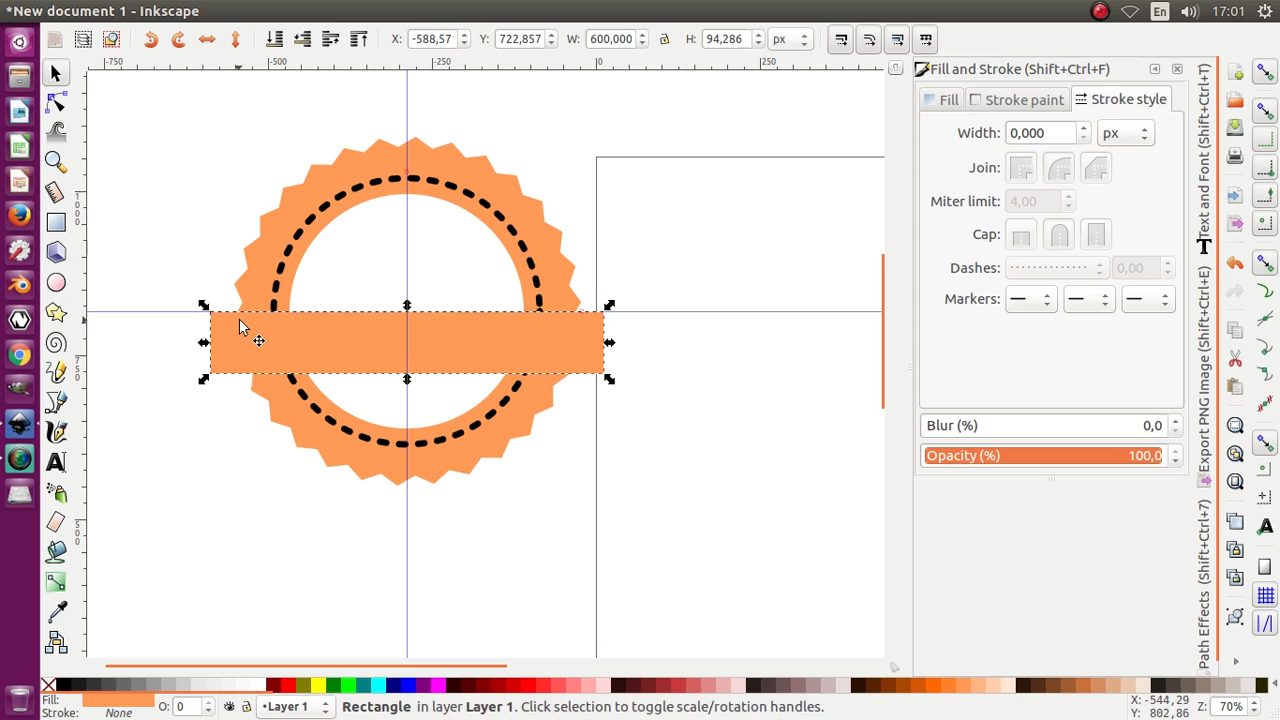 *New document 1 - Inkscape
En
17:01
X: -588,57
Y: 722,857
W: 600,000
H: 94,286
px
-750
-500
-250
0
250
1000
750
500
Fill and Stroke (Shift+Ctrl+F)
Fill
Stroke paint
Stroke style
Width: 0,000 px
Join:
Miter limit: 4,00
Cap:
Dashes: 0,00
Markers:
Blur (%) 0,0
Opacity (%) 100,0
Text and Font (Shift+Ctrl+T)
Export PNG Image (Shift+Ctrl+E)
Path Effects (Shift+Ctrl+7)
Fill:
Stroke: None
O: 0
•Layer 1
Rectangle in layer Layer 1. Click selection to toggle scale/rotation handles.
X: -544,29
Y: 802,86
Z: 70%